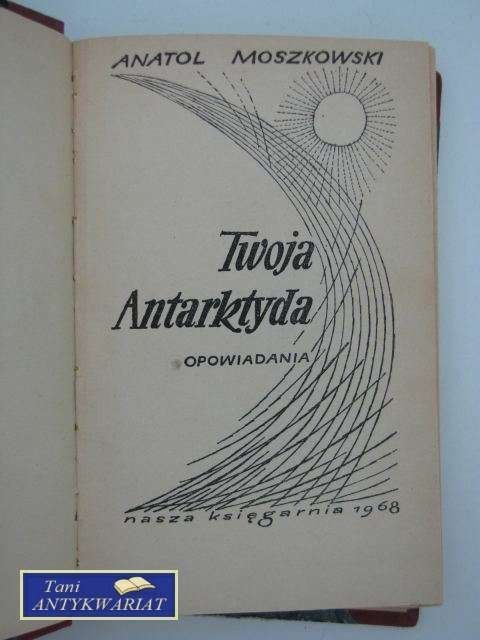 ANATOL MOSZKOWSKI
Twoja
Antarktyda
OPOWIADANIA
nasza księgarnia 1968
Tani
ANTYKWARIAT